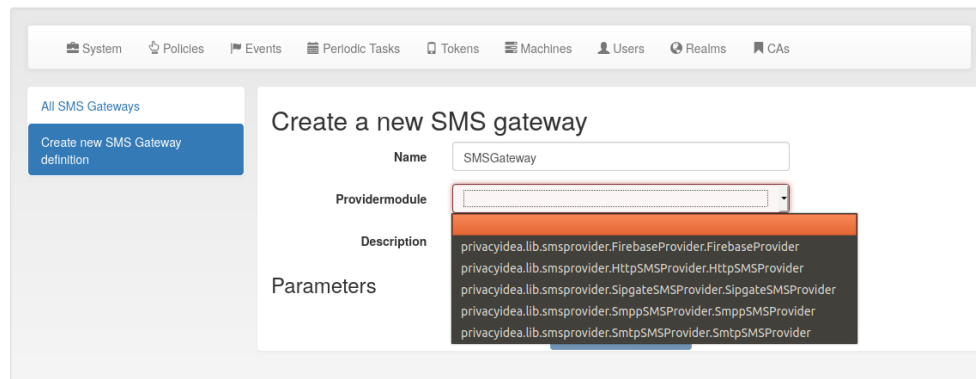 System Policies Events Periodic Tasks Tokens Machines Users Realms CAs
All SMS Gateways
Create new SMS Gateway
definition
Create a new SMS gateway
Name SMSGateway
Providermodule
Description
privacyidea.lib.smsprovider.FirebaseProvider.FirebaseProvider
privacyidea.lib.smsprovider.HttpSMSProvider.HttpSMSProvider
Parameters
privacyidea.lib.smsprovider.SipgateSMSProvider.SipgateSMSProvider
privacyidea.lib.smsprovider.SmppSMSProvider.SmppSMSProvider
privacyidea.lib.smsprovider.SmtpSMSProvider.SmtpSMSProvider